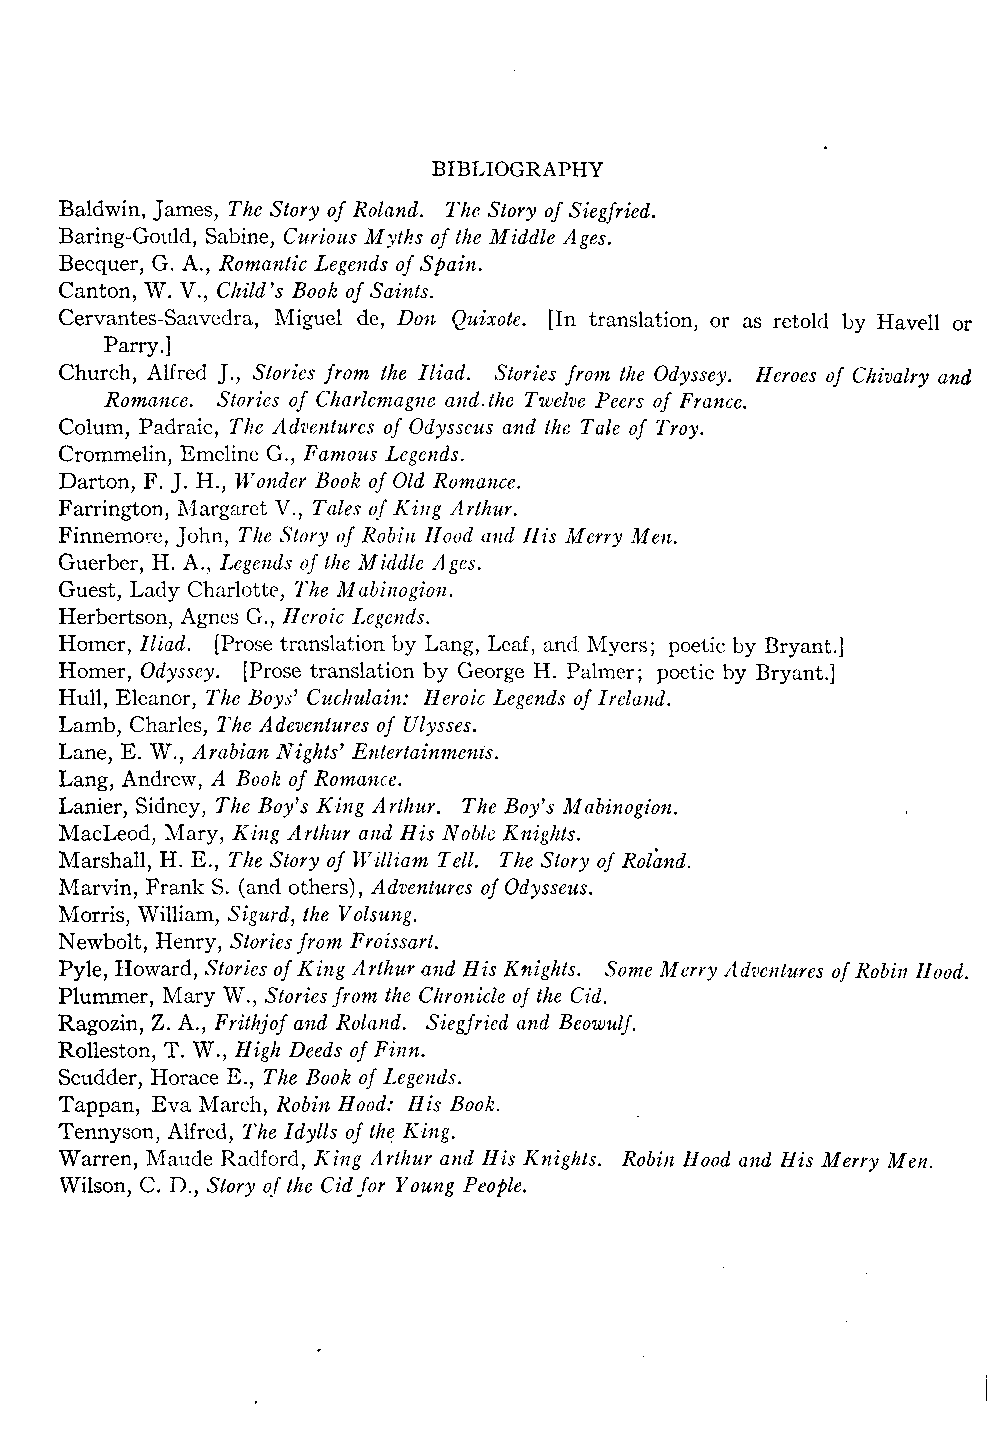 BIBLIOGRAPHY
Baldwin, James, The Story of Roland. The Story of Siegfried.
Baring-Gould, Sabine, Curious Myths of the Middle Ages.
Becquer, G. A., Romantic Legends of Spain.
Canton, W. V., Child's Book of Saints.
Cervantes-Saavedra, Miguel de, Don Quixote. [In translation, or as retold by Havell or
Parry.]
Church, Alfred J., Stories from the Iliad. Stories from the Odyssey. Heroes of Chivalry and
Romance. Stories of Charlemagne and the Twelve Peers of France.
Colum, Padraic, The Adventures of Odysseus and the Tale of Troy.
Crommelin, Emeline G., Famous Legends.
Darton, F. J. H., Wonder Book of Old Romance.
Farrington, Margaret V., Tales of King Arthur.
Finnemore, John, The Story of Robin Hood and His Merry Men.
Guerber, H. A., Legends of the Middle Ages.
Guest, Lady Charlotte, The Mabinogion.
Herbertson, Agnes G., Heroic Legends.
Homer, Iliad. [Prose translation by Lang, Leaf, and Myers; poetic by Bryant.]
Homer, Odyssey. [Prose translation by George H. Palmer; poetic by Bryant.]
Hull, Eleanor, The Boys' Cuchulain: Heroic Legends of Ireland.
Lamb, Charles, The Adeventures of Ulysses.
Lane, E. W., Arabian Nights' Entertainments.
Lang, Andrew, A Book of Romance.
Lanier, Sidney, The Boy's King Arthur. The Boy's Mabinogion.
MacLeod, Mary, King Arthur and His Noble Knights.
Marshall, H. E., The Story of William Tell. The Story of Roland.
Marvin, Frank S. (and others), Adventures of Odysseus.
Morris, William, Sigurd, the Volsung.
Newbolt, Henry, Stories from Froissart.
Pyle, Howard, Stories of King Arthur and His Knights. Some Merry Adventures of Robin Hood.
Plummer, Mary W., Stories from the Chronicle of the Cid.
Ragozin, Z. A., Frithjof and Roland. Siegfried and Beowulf.
Rolleston, T. W., High Deeds of Finn.
Scudder, Horace E., The Book of Legends.
Tappan, Eva March, Robin Hood: His Book.
Tennyson, Alfred, The Idylls of the King.
Warren, Maude Radford, King Arthur and His Knights. Robin Hood and His Merry Men.
Wilson, C. D., Story of the Cid for Young People.